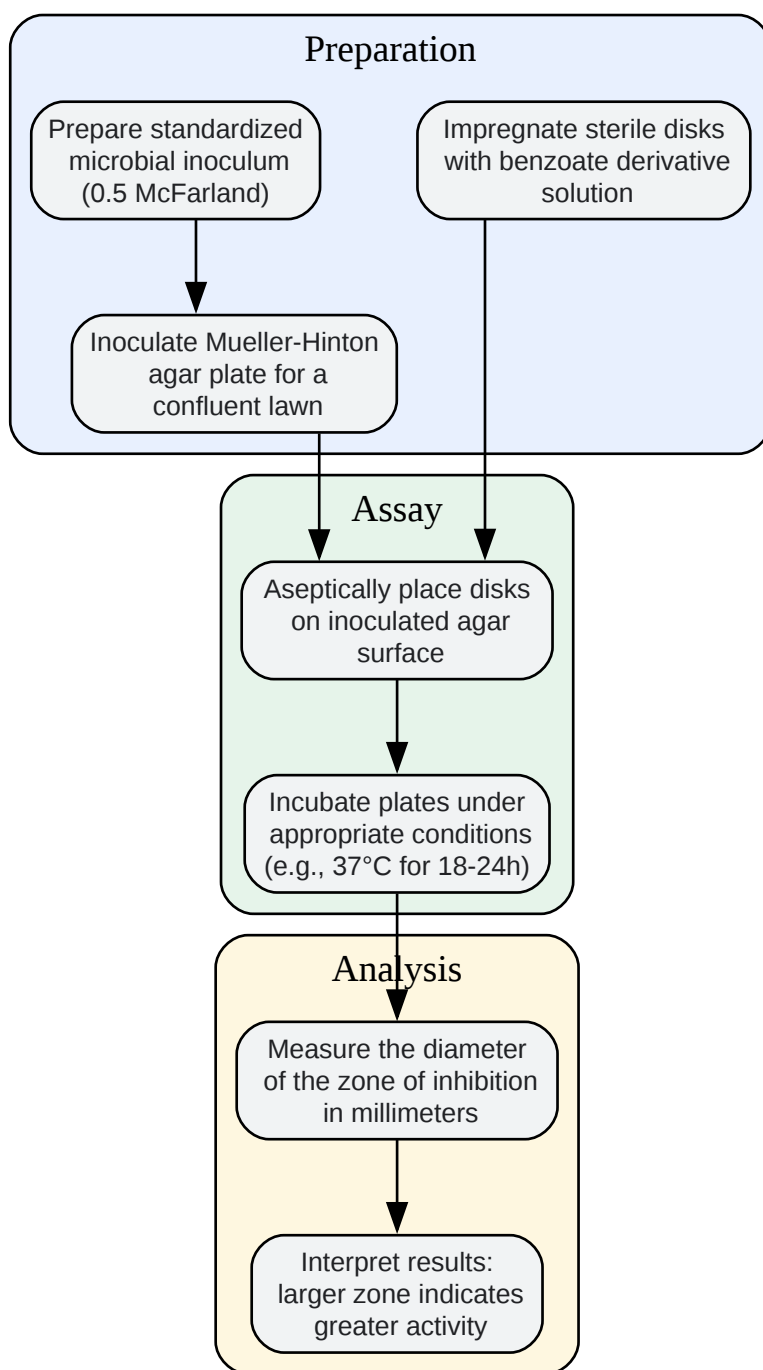 Preparation
Prepare standardized
microbial inoculum
(0.5 McFarland)
Impregnate sterile disks
with benzoate derivative
solution
Inoculate Mueller-Hinton
agar plate for a
confluent lawn
Assay
Aseptically place disks
on inoculated agar
surface
Incubate plates under
appropriate conditions
(e.g., 37°C for 18-24h)
Analysis
Measure the diameter
of the zone of inhibition
in millimeters
Interpret results:
larger zone indicates
greater activity